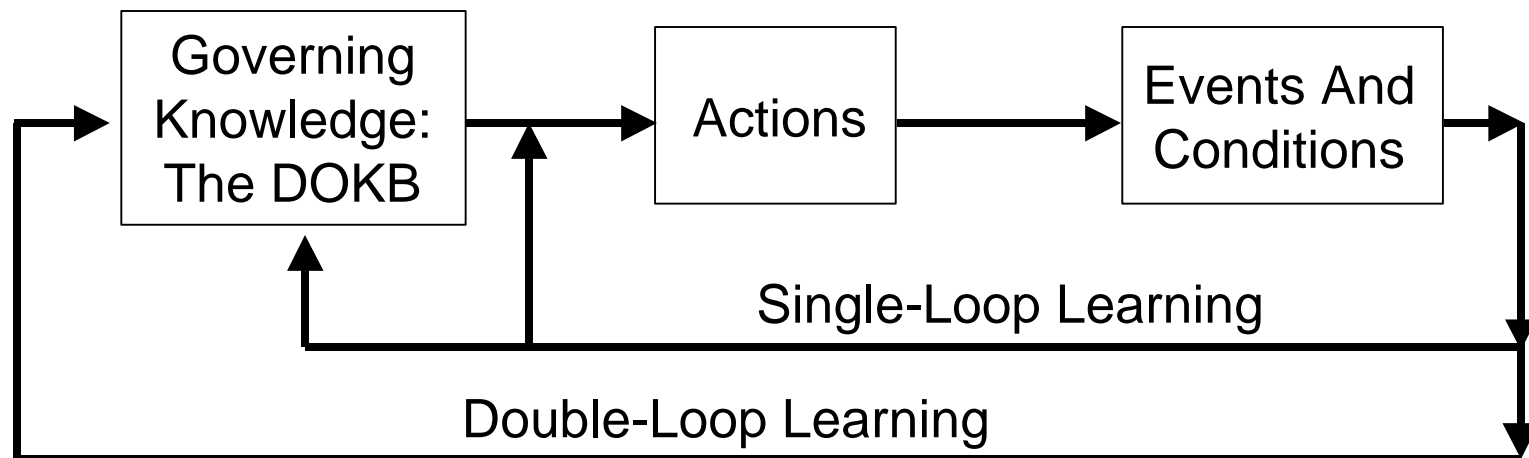 Governing
Knowledge:
The DOKB
Actions
Events And
Conditions
Single-Loop Learning
Double-Loop Learning